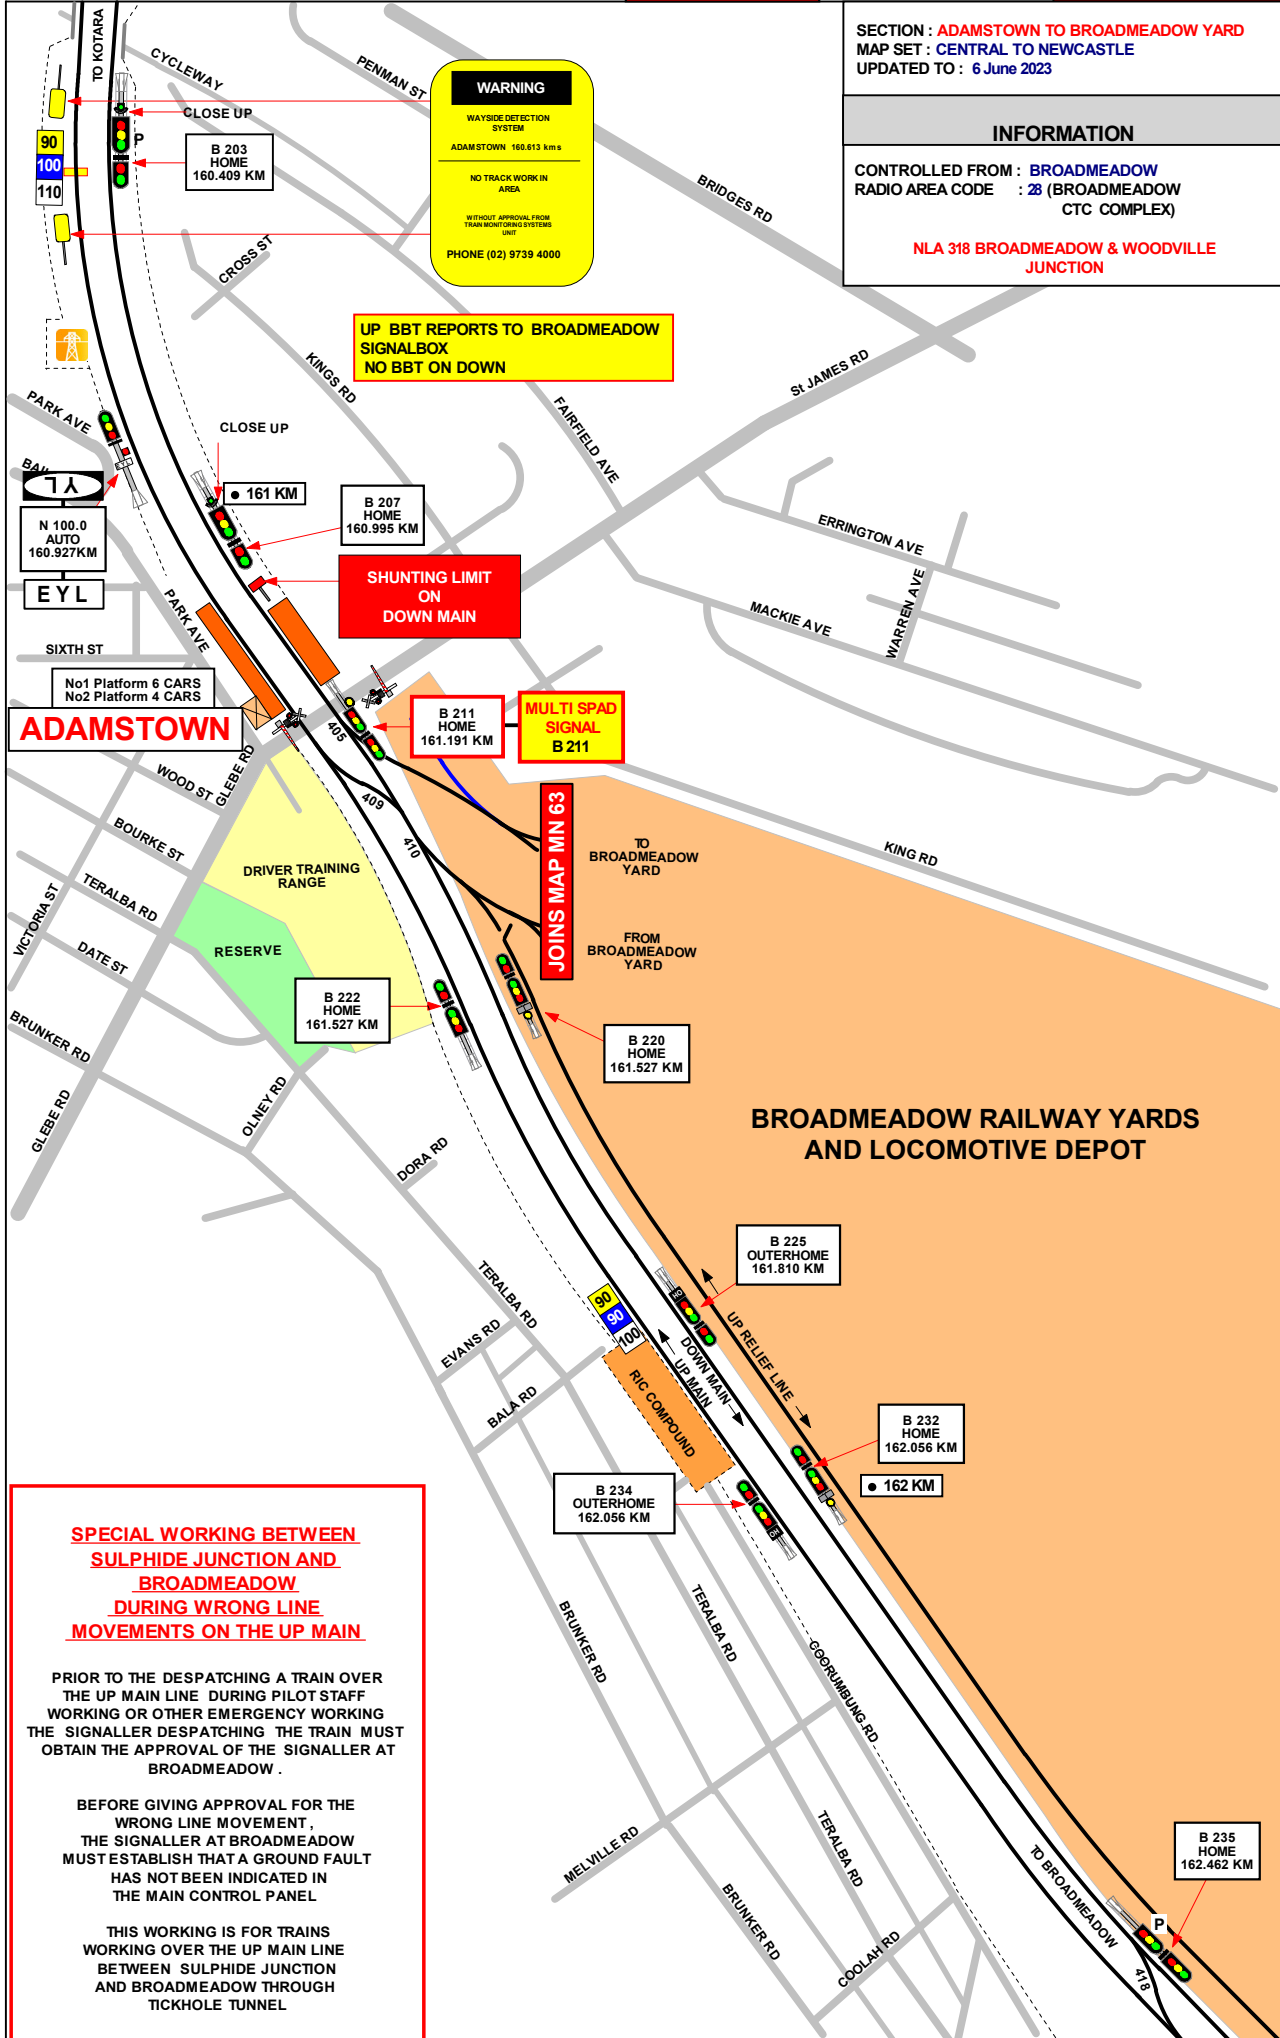 SECTION : ADAMSTOWN TO BROADMEADOW YARD
MAP SET : CENTRAL TO NEWCASTLE
UPDATED TO : 6 June 2023
INFORMATION
CONTROLLED FROM : BROADMEADOW
RADIO AREA CODE : 28 (BROADMEADOW
CTC COMPLEX)
NLA 318 BROADMEADOW & WOODVILLE
JUNCTION
TO KOTARA
CYCLEWAY
PENMAN ST
CLOSE UP
P
B 203
HOME
160.409 KM
90
100
110
WARNING
WAYSIDE DETECTION
SYSTEM
ADAMSTOWN 160.613 kms
NO TRACK WORK IN
AREA
WITHOUT APPROVAL FROM
TRAIN MONITORING SYSTEMS
UNIT
PHONE (02) 9739 4000
BRIDGES RD
CROSS ST
UP BBT REPORTS TO BROADMEADOW
SIGNALBOX
NO BBT ON DOWN
KINGS RD
FAIRFIELD AVE
St JAMES RD
PARK AVE
CLOSE UP
YL
N 100.0
AUTO
160.927KM
EYL
• 161 KM
B 207
HOME
160.995 KM
SHUNTING LIMIT
ON
DOWN MAIN
ERRINGTON AVE
WARREN AVE
MACKIE AVE
PARK AVE
SIXTH ST
No1 Platform 6 CARS
No2 Platform 4 CARS
ADAMSTOWN
B 211
HOME
161.191 KM
MULTI SPAD
SIGNAL
B 211
405
409
410
GLEBE RD
WOOD ST
BOURKE ST
TERALBA RD
VICTORIA ST
DATE ST
BRUNKER RD
GLEBE RD
DRIVER TRAINING
RANGE
RESERVE
JOINS MAP MN 63
TO
BROADMEADOW
YARD
FROM
BROADMEADOW
YARD
KING RD
B 222
HOME
161.527 KM
B 220
HOME
161.527 KM
OLNEY RD
DORA RD
BROADMEADOW RAILWAY YARDS
AND LOCOMOTIVE DEPOT
B 225
OUTERHOME
161.810 KM
OH
TERALBA RD
EVANS RD
BALA RD
90
90
100
RIC COMPOUND
UP MAIN
DOWN MAIN
UP RELIEF LINE
B 232
HOME
162.056 KM
• 162 KM
B 234
OUTERHOME
162.056 KM
OH
SPECIAL WORKING BETWEEN
SULPHIDE JUNCTION AND
BROADMEADOW
DURING WRONG LINE
MOVEMENTS ON THE UP MAIN
PRIOR TO THE DESPATCHING A TRAIN OVER
THE UP MAIN LINE DURING PILOT STAFF
WORKING OR OTHER EMERGENCY WORKING
THE SIGNALLER DESPATCHING THE TRAIN MUST
OBTAIN THE APPROVAL OF THE SIGNALLER AT
BROADMEADOW .
BEFORE GIVING APPROVAL FOR THE
WRONG LINE MOVEMENT ,
THE SIGNALLER AT BROADMEADOW
MUST ESTABLISH THAT A GROUND FAULT
HAS NOT BEEN INDICATED IN
THE MAIN CONTROL PANEL
THIS WORKING IS FOR TRAINS
WORKING OVER THE UP MAIN LINE
BETWEEN SULPHIDE JUNCTION
AND BROADMEADOW THROUGH
TICKHOLE TUNNEL
BRUNKER RD
TERALBA RD
COORUMBUNG RD
MELVILLE RD
TERALBA RD
BRUNKER RD
COOLAH RD
TO BROADMEADOW
B 235
HOME
162.462 KM
P
418